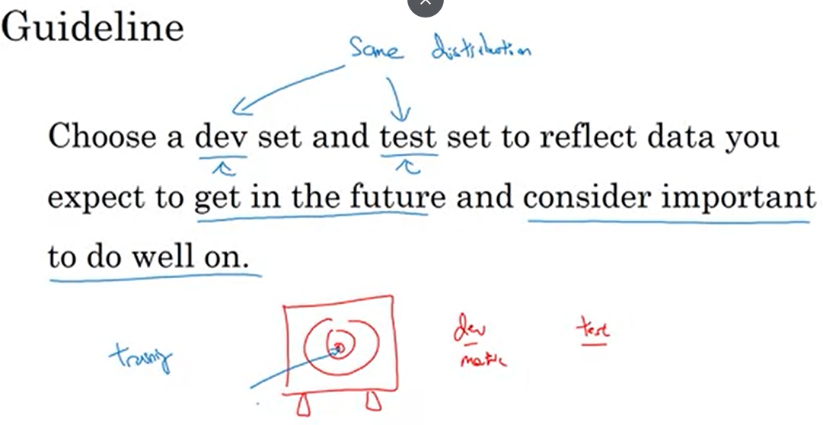 Guideline
Same distribution
Choose a dev set and test set to reflect data you
expect to get in the future and consider important
to do well on.
dev test
metric